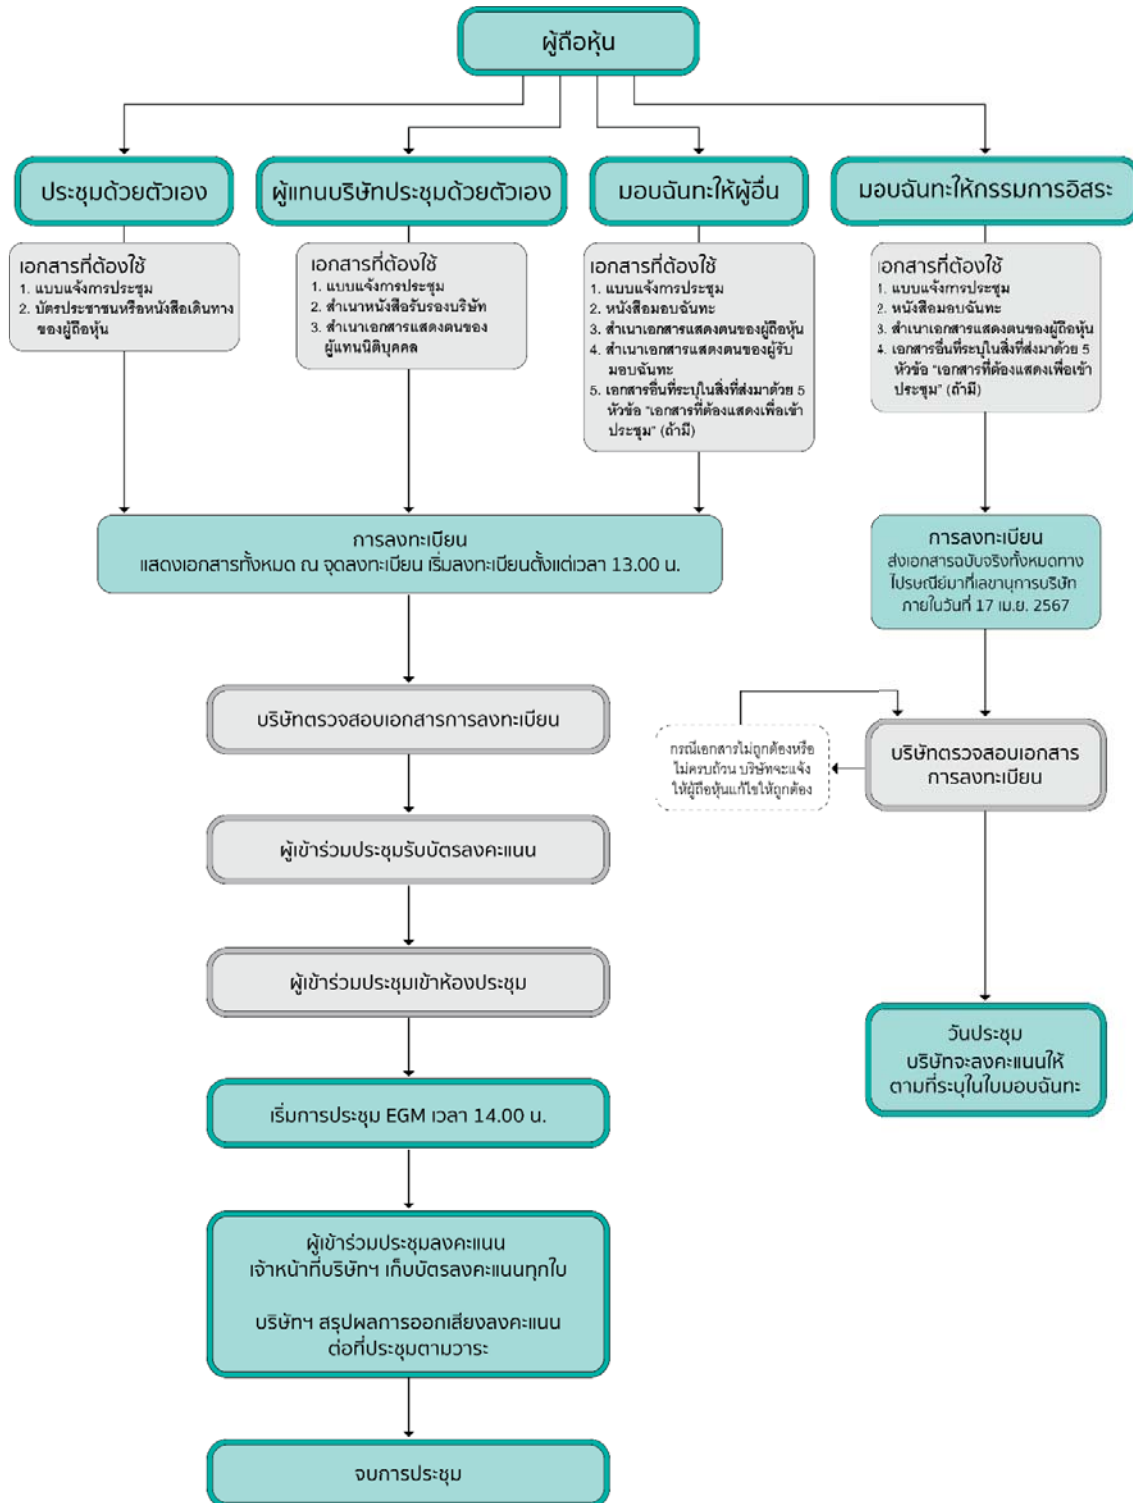 ผู้ถือหุ้น
ประชุมด้วยตัวเอง
ผู้แทนบริษัทประชุมด้วยตัวเอง
มอบฉันทะให้ผู้อื่น
มอบฉันทะให้กรรมการอิสระ
เอกสารที่ต้องใช้
1. แบบแจ้งการประชุม
2. บัตรประชาชนหรือหนังสือเดินทาง
ของผู้ถือหุ้น
เอกสารที่ต้องใช้
1. แบบแจ้งการประชุม
2. สำเนาหนังสือรับรองบริษัท
3. สำเนาเอกสารแสดงตนของ
ผู้แทนนิติบุคคล
เอกสารที่ต้องใช้
1. แบบแจ้งการประชุม
2. หนังสือมอบฉันทะ
3. สำเนาเอกสารแสดงตนของผู้ถือหุ้น
4. สำเนาเอกสารแสดงตนของผู้รับ
มอบฉันทะ
5. เอกสารอื่นที่ระบุในสิ่งที่ส่งมาด้วย 5
หัวข้อ "เอกสารที่ต้องแสดงเพื่อเข้า
ประชุม" (ถ้ามี)
เอกสารที่ต้องใช้
1. แบบแจ้งการประชุม
2. หนังสือมอบฉันทะ
3. สำเนาเอกสารแสดงตนของผู้ถือหุ้น
4. เอกสารอื่นที่ระบุในสิ่งที่ส่งมาด้วย 5
หัวข้อ "เอกสารที่ต้องแสดงเพื่อเข้า
ประชุม" (ถ้ามี)
การลงทะเบียน
แสดงเอกสารทั้งหมด ณ จุดลงทะเบียน เริ่มลงทะเบียนตั้งแต่เวลา 13.00 น.
การลงทะเบียน
ส่งเอกสารฉบับจริงทั้งหมดทาง
ไปรษณีย์มาที่เลขานุการบริษัท
ภายในวันที่ 17 เม.ย. 2567
บริษัทตรวจสอบเอกสารการลงทะเบียน
กรณีเอกสารไม่ถูกต้องหรือ
ไม่ครบถ้วน บริษัทจะแจ้ง
ให้ผู้ถือหุ้นแก้ไขให้ถูกต้อง
บริษัทตรวจสอบเอกสาร
การลงทะเบียน
ผู้เข้าร่วมประชุมรับบัตรลงคะแนน
ผู้เข้าร่วมประชุมเข้าห้องประชุม
วันประชุม
บริษัทจะลงคะแนนให้
ตามที่ระบุในใบมอบฉันทะ
เริ่มการประชุม EGM เวลา 14.00 น.
ผู้เข้าร่วมประชุมลงคะแนน
เจ้าหน้าที่บริษัทฯ เก็บบัตรลงคะแนนทุกใบ
บริษัทฯ สรุปผลการออกเสียงลงคะแนน
ต่อที่ประชุมตามวาระ
จบการประชุม